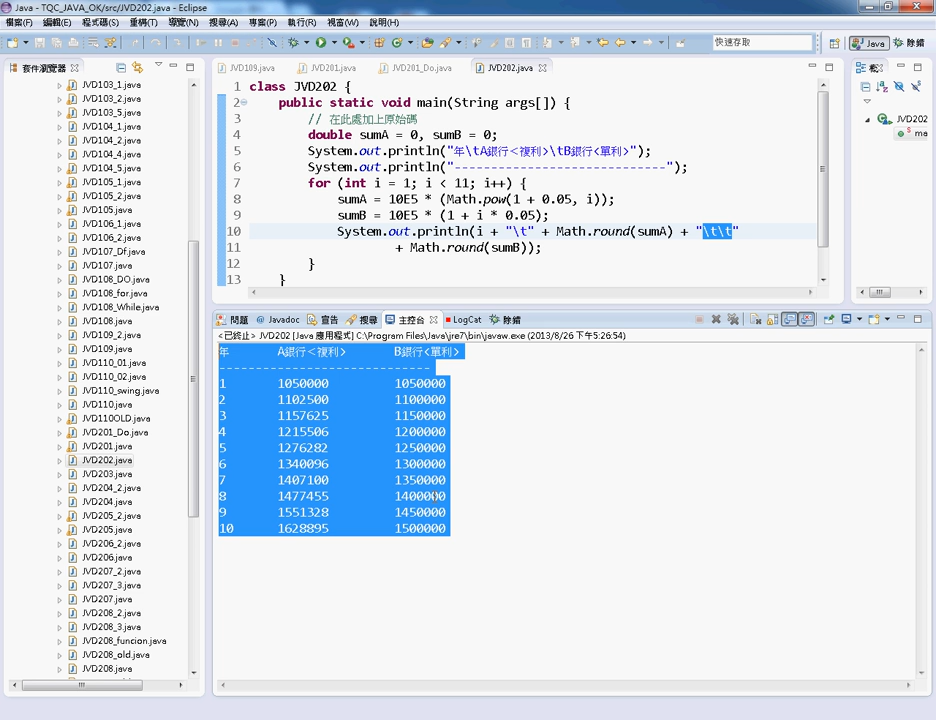 Java - TQC_JAVA_OK/src/JVD202.java - Eclipse
檔案(F) 編輯(E) 程式碼(S) 重構(T) 導覽(N) 搜尋(A) 專案(P) 執行(R) 視窗(W) 說明(H)
快速存取
Java 除錯
套件瀏覽器
JVD103_1.java
JVD103_2.java
JVD103_5.java
JVD104_1.java
JVD104_2.java
JVD104_4.java
JVD104_5.java
JVD105_1.java
JVD105_2.java
JVD105.java
JVD106_1.java
JVD106_2.java
JVD107_Df.java
JVD107.java
JVD108_DO.java
JVD108_for.java
JVD108_While.java
JVD108.java
JVD109_2.java
JVD109.java
JVD110_01.java
JVD110_02.java
JVD110_swing.java
JVD110.java
JVD110OLD.java
JVD201_Do.java
JVD201.java
JVD202.java
JVD203.java
JVD204_2.java
JVD204.java
JVD205_2.java
JVD205.java
JVD206_2.java
JVD206.java
JVD207_2.java
JVD207_3.java
JVD207.java
JVD208_2.java
JVD208_3.java
JVD208_funcion.java
JVD208_old.java
JVD208.java
JVD109.java JVD201.java JVD201_Do.java JVD202.java
1 class JVD202 {
2 public static void main(String args[]) {
3 // 在此處加上原始碼
4 double sumA = 0, sumB = 0;
5 System.out.println("年\tA銀行<複利>\tB銀行<單利>");
6 System.out.println("-----------------------------");
7 for (int i = 1; i < 11; i++) {
8 sumA = 10E5 * (Math.pow(1 + 0.05, i));
9 sumB = 10E5 * (1 + i * 0.05);
10 System.out.println(i + "\t" + Math.round(sumA) + "\t\t"
11 + Math.round(sumB));
12 }
13 }
JVD202
ma
問題 @ Javadoc 宣告 搜尋 主控台 LogCat 除錯
<已終止> JVD202 [Java 應用程式] C:\Program Files\Java\jre7\bin\javaw.exe (2013/8/26 下午5:26:54)
年 A銀行<複利> B銀行<單利>
-----------------------------
1 1050000 1050000
2 1102500 1100000
3 1157625 1150000
4 1215506 1200000
5 1276282 1250000
6 1340096 1300000
7 1407100 1350000
8 1477455 1400000
9 1551328 1450000
10 1628895 1500000